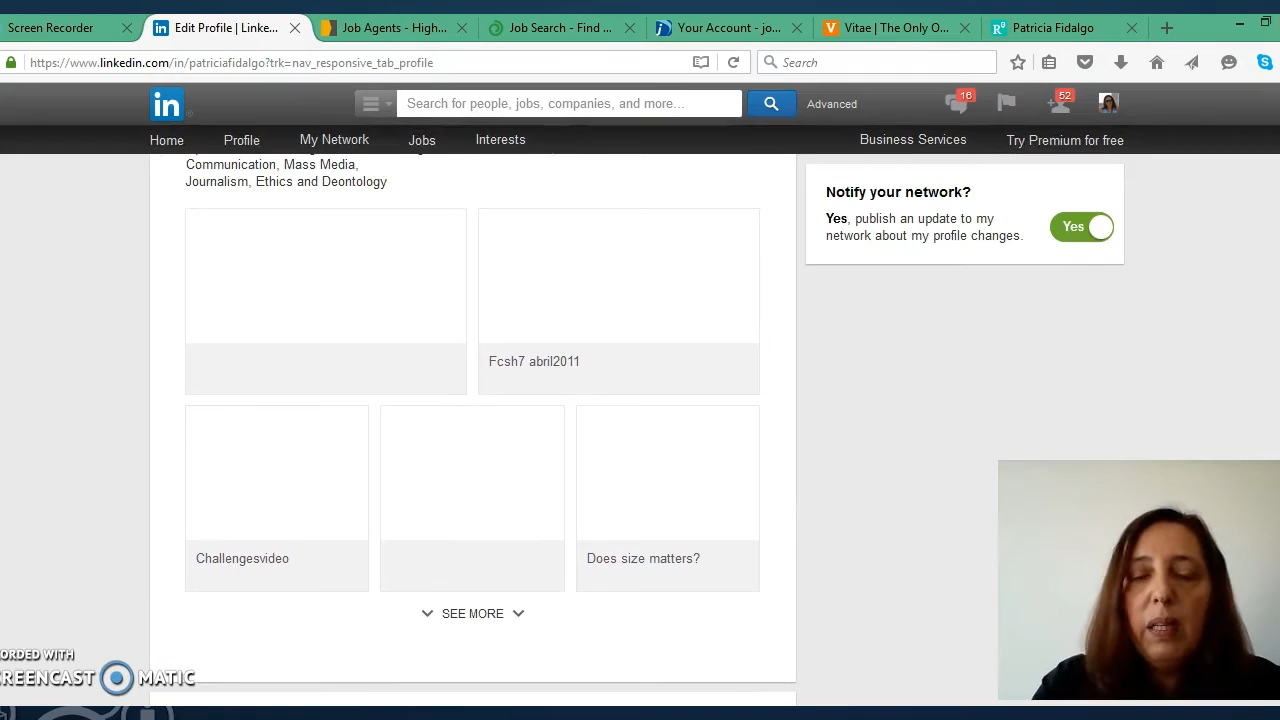 Screen Recorder
Edit Profile | Linke...
Job Agents - High...
Job Search - Find ...
Your Account - jo...
Vitae | The Only O...
Patricia Fidalgo
https://www.linkedin.com/in/patriciafidalgo?trk=nav_responsive_tab_profile
Search
in
Search for people, jobs, companies, and more...
Advanced
16
52
Home
Profile
My Network
Jobs
Interests
Business Services
Try Premium for free
Communication, Mass Media,
Journalism, Ethics and Deontology
Notify your network?
Yes, publish an update to my
network about my profile changes.
Yes
Fcsh7 abril2011
Challengesvideo
Does size matters?
SEE MORE
ORDED WITH
REENCAST MATIC